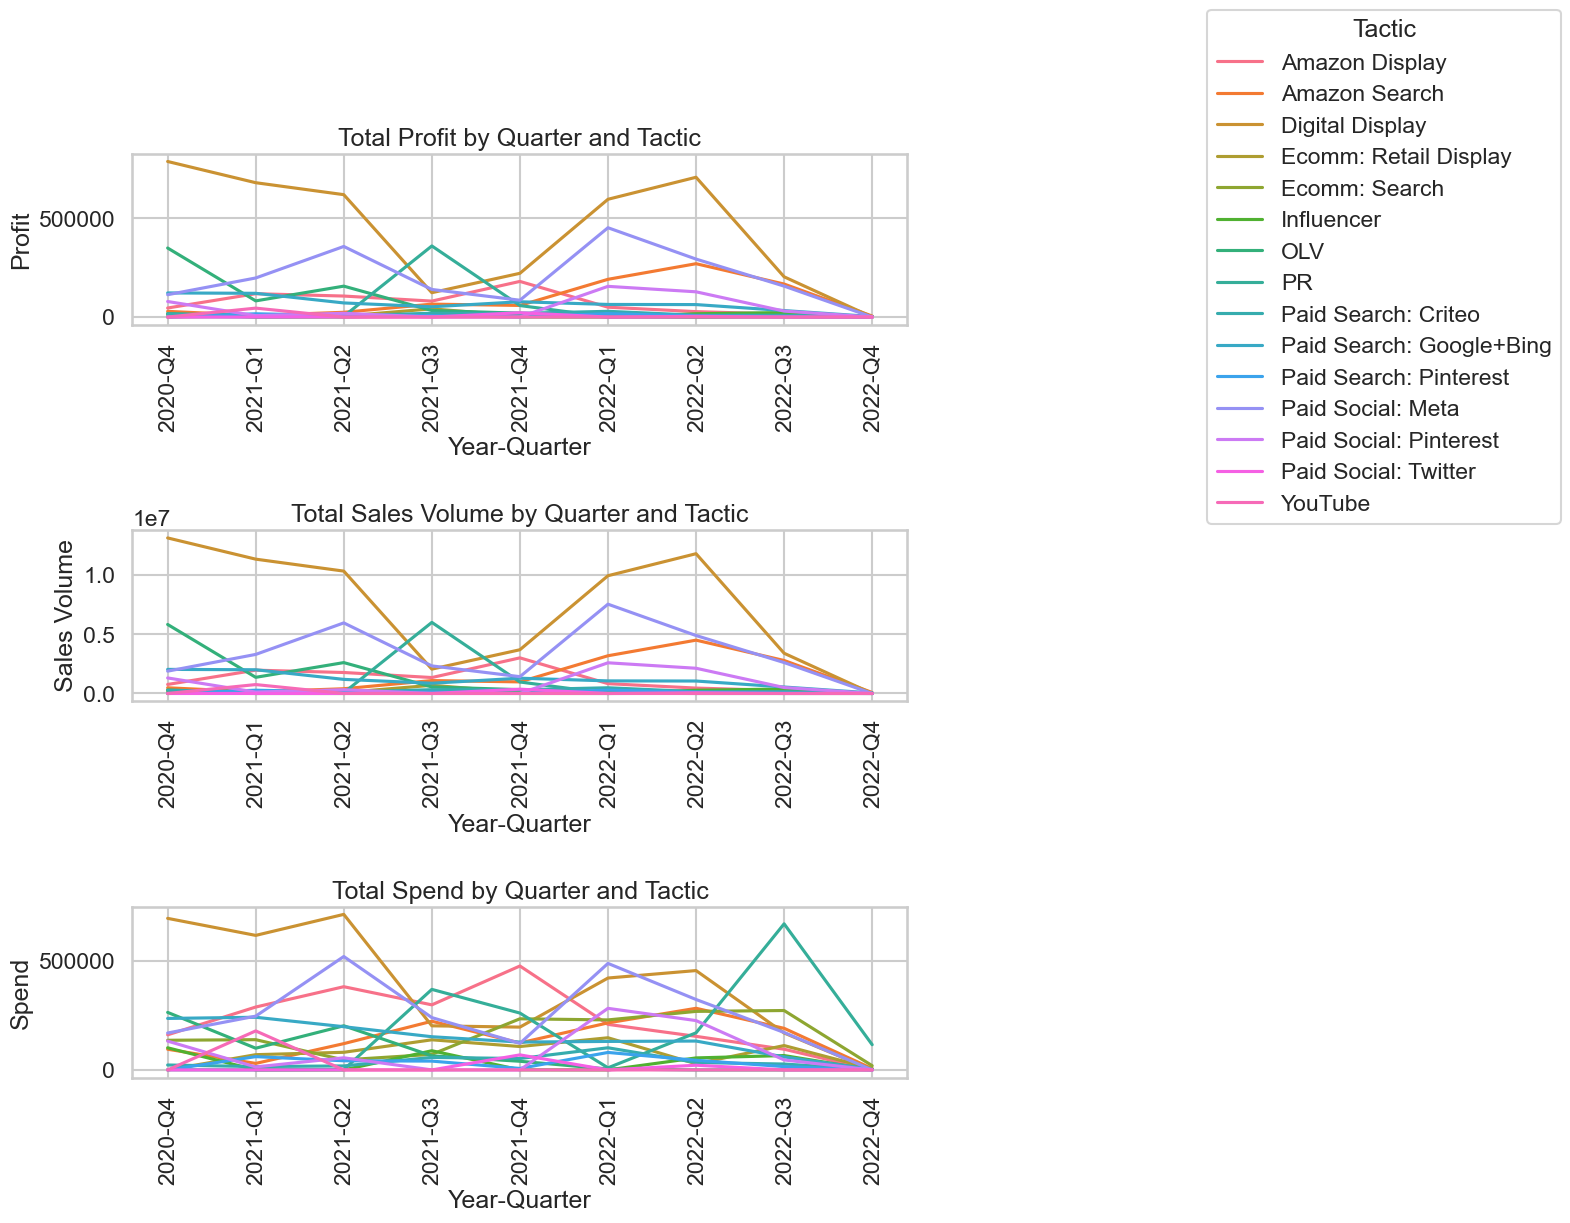 Tactic
Amazon Display
Amazon Search
Digital Display
Ecomm: Retail Display
Ecomm: Search
Influencer
OLV
PR
Paid Search: Criteo
Paid Search: Google+Bing
Paid Search: Pinterest
Paid Social: Meta
Paid Social: Pinterest
Paid Social: Twitter
YouTube
Total Profit by Quarter and Tactic
Profit
500000
0
2020-Q4
2021-Q1
2021-Q2
2021-Q3
2021-Q4
2022-Q1
2022-Q2
2022-Q3
2022-Q4
Year-Quarter
Total Sales Volume by Quarter and Tactic
1e7
Sales Volume
1.0
0.5
0.0
2020-Q4
2021-Q1
2021-Q2
2021-Q3
2021-Q4
2022-Q1
2022-Q2
2022-Q3
2022-Q4
Year-Quarter
Total Spend by Quarter and Tactic
Spend
500000
0
2020-Q4
2021-Q1
2021-Q2
2021-Q3
2021-Q4
2022-Q1
2022-Q2
2022-Q3
2022-Q4
Year-Quarter